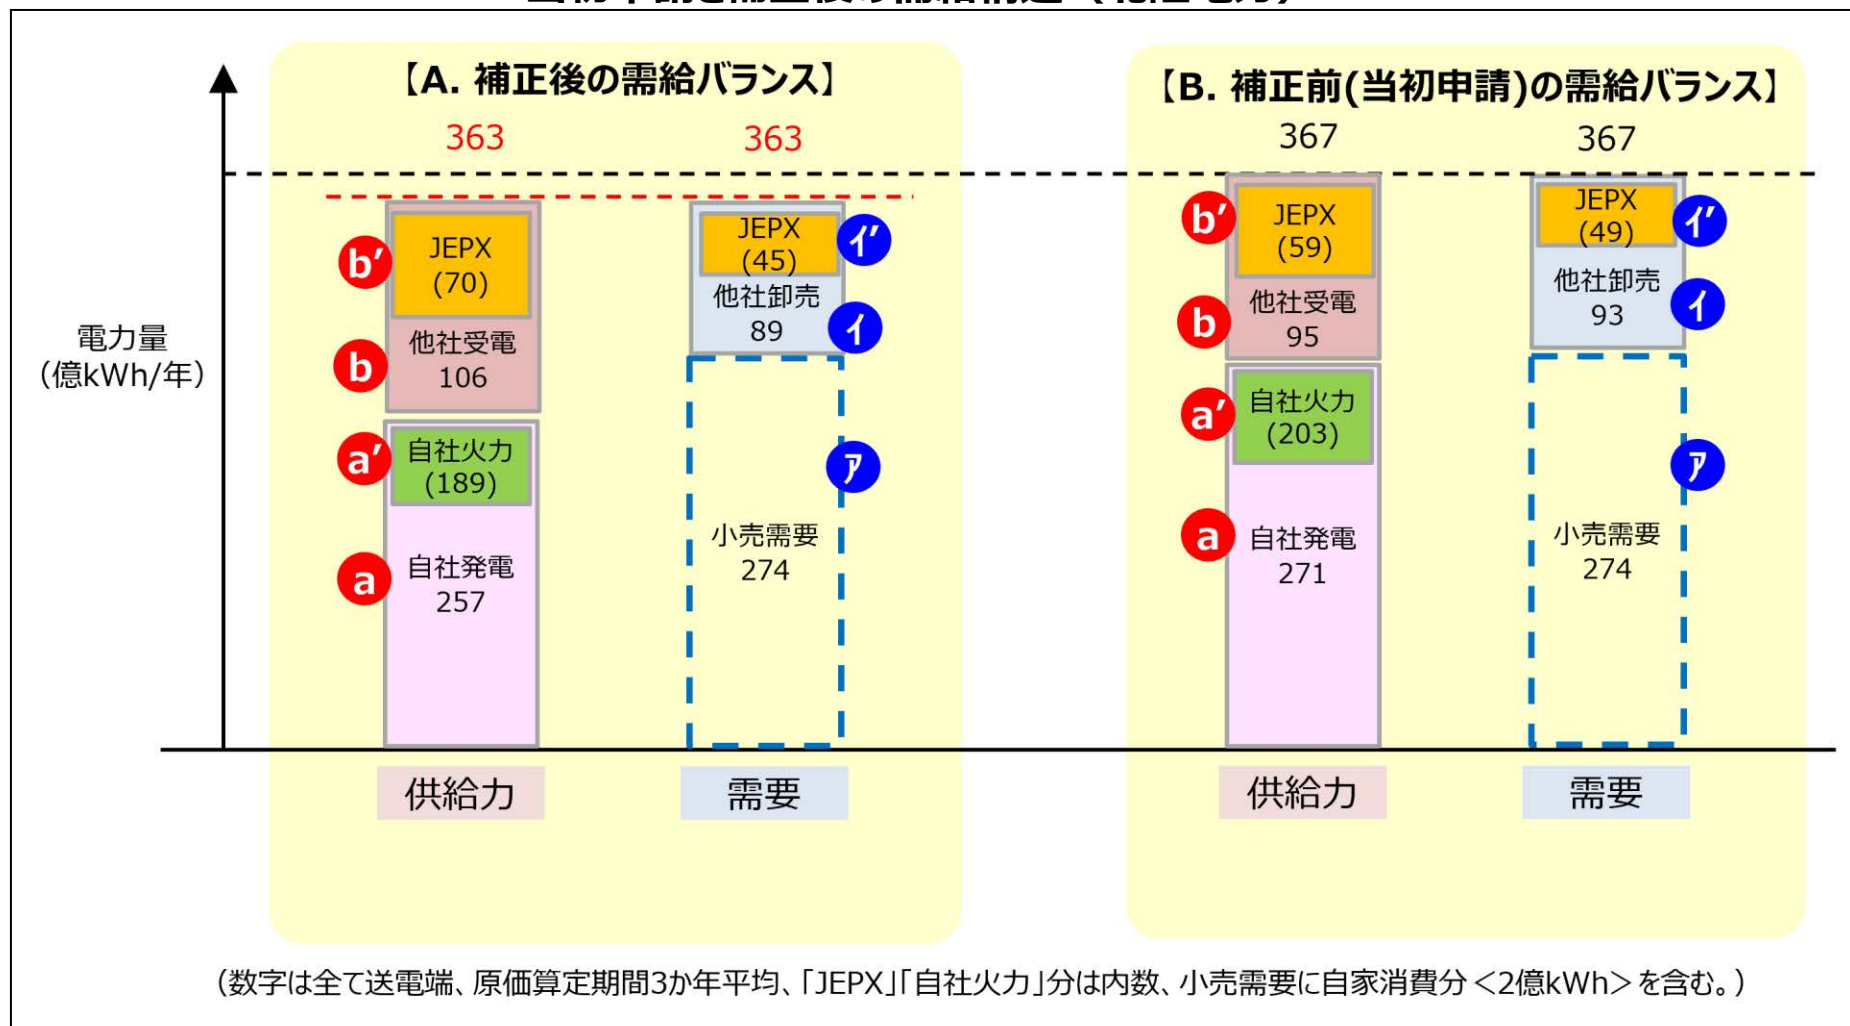 【A. 補正後の需給バランス】
363
363
b′
JEPX
(70)
b
他社受電
106
a′
自社火力
(189)
a
自社発電
257
JEPX
(45)
イ′
他社卸売
89
イ
ア
小売需要
274
供給力
需要
電力量
(億kWh/年)
【B. 補正前(当初申請)の需給バランス】
367
367
b′
JEPX
(59)
b
他社受電
95
a′
自社火力
(203)
a
自社発電
271
JEPX
(49)
イ′
他社卸売
93
イ
ア
小売需要
274
供給力
需要
(数字は全て送電端、原価算定期間3か年平均、「JEPX」「自社火力」分は内数、小売需要に自家消費分<2億kWh>を含む。)